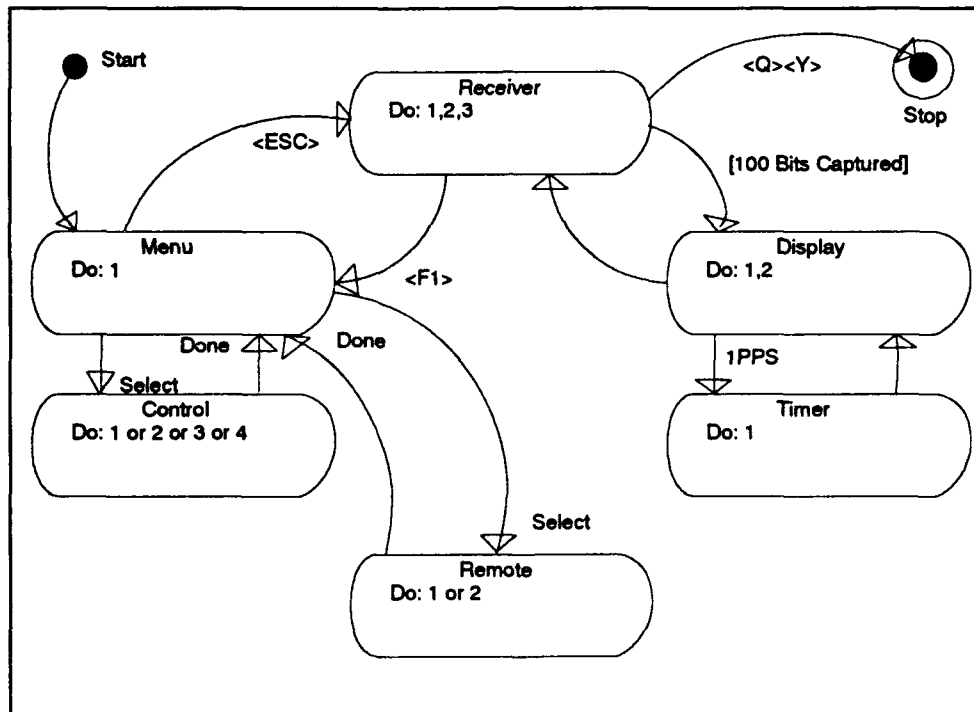 Start
<Q><Y>
Stop
Receiver
Do: 1,2,3
<ESC>
[100 Bits Captured]
Menu
Do: 1
<F1>
Display
Do: 1,2
Done
Done
Select
1PPS
Control
Do: 1 or 2 or 3 or 4
Timer
Do: 1
Select
Remote
Do: 1 or 2